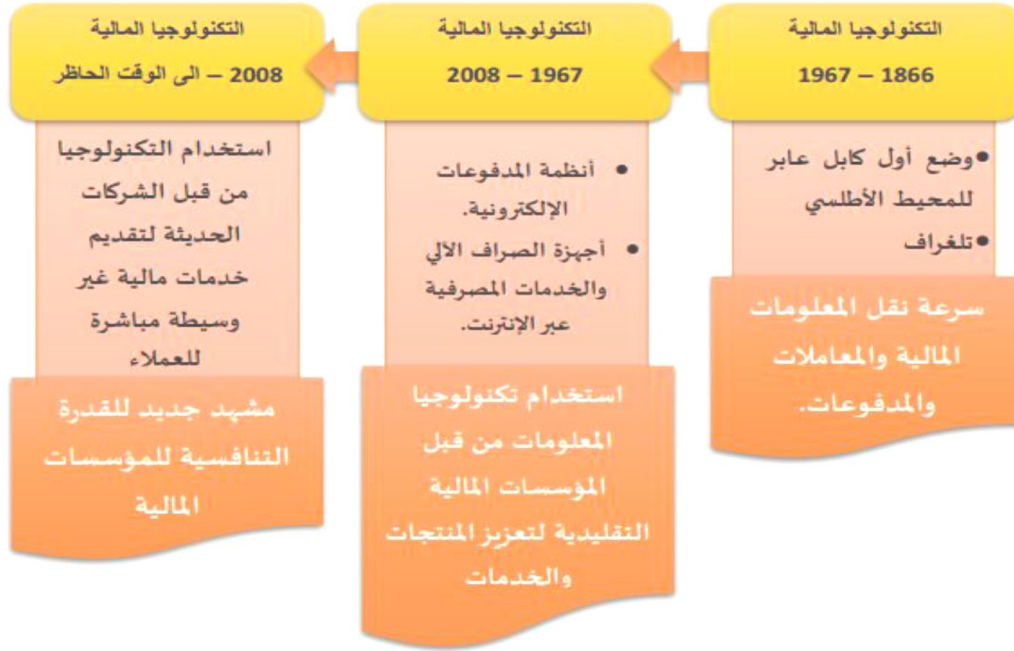 التكنولوجيا المالية
1866 – 1967
وضع أول كابل عابر
للمحيط الأطلسي
تلغراف
سرعة نقل المعلومات
المالية والمعاملات
والمدفوعات.
التكنولوجيا المالية
1967 – 2008
أنظمة المدفوعات
الإلكترونية.
أجهزة الصراف الآلي
والخدمات المصرفية
عبر الإنترنت.
استخدام تكنولوجيا
المعلومات من قبل
المؤسسات المالية
التقليدية لتعزيز المنتجات
والخدمات
التكنولوجيا المالية
2008 – الى الوقت الحاظر
استخدام التكنولوجيا
من قبل الشركات
الحديثة لتقديم
خدمات مالية غير
وسيطة مباشرة
للعملاء
مشهد جديد للقدرة
التنافسية للمؤسسات
المالية